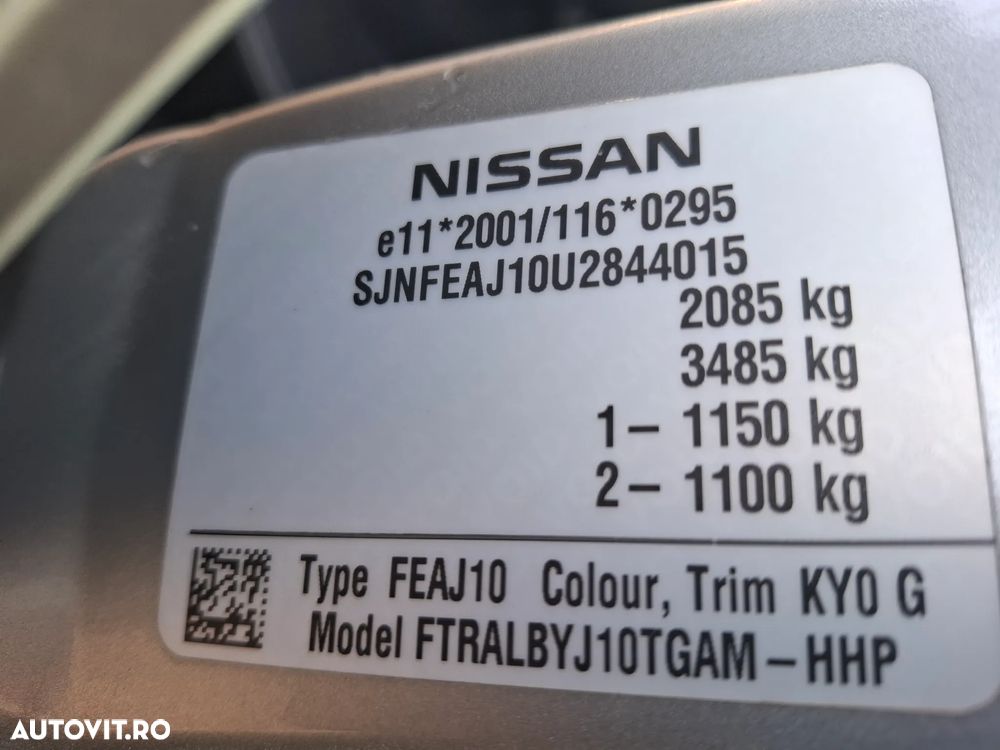 NISSAN
e11*2001/116*0295
SJNFEAJ10U2844015
2085 kg
3485 kg
1– 1150 kg
2– 1100 kg
Type FEAJ10 Colour, Trim KY0 G
Model FTRALBYJ10TGAM–HHP
AUTOVIT.RO